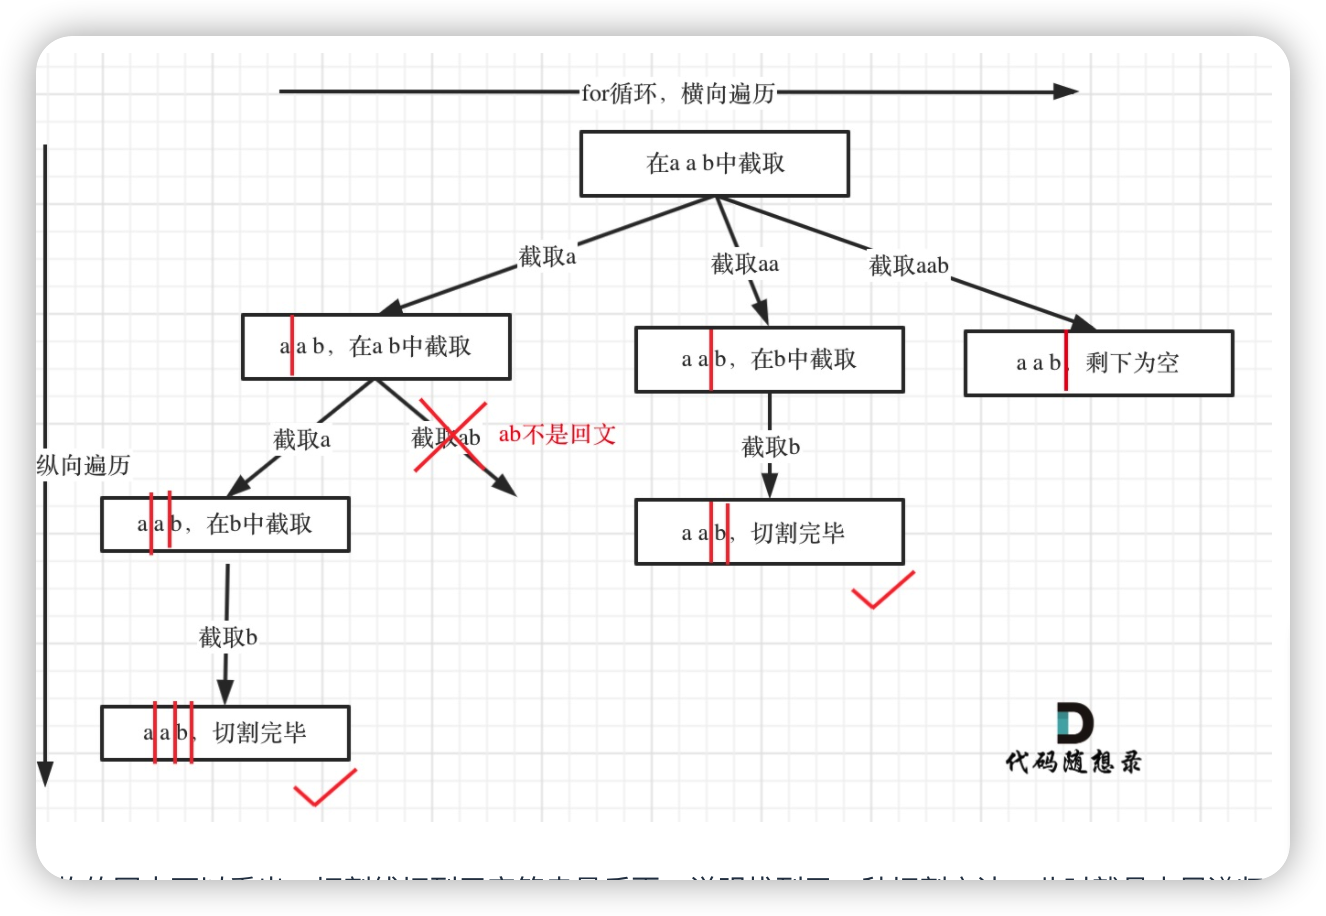 for循环，横向遍历
在a a b中截取
截取a
截取aa
截取aab
a a b，在a b中截取
a a b，在b中截取
a a b，剩下为空
截取a
截取ab
ab不是回文
截取b
纵向遍历
a a b，在b中截取
a a b，切割完毕
截取b
a a b，切割完毕
代码随想录